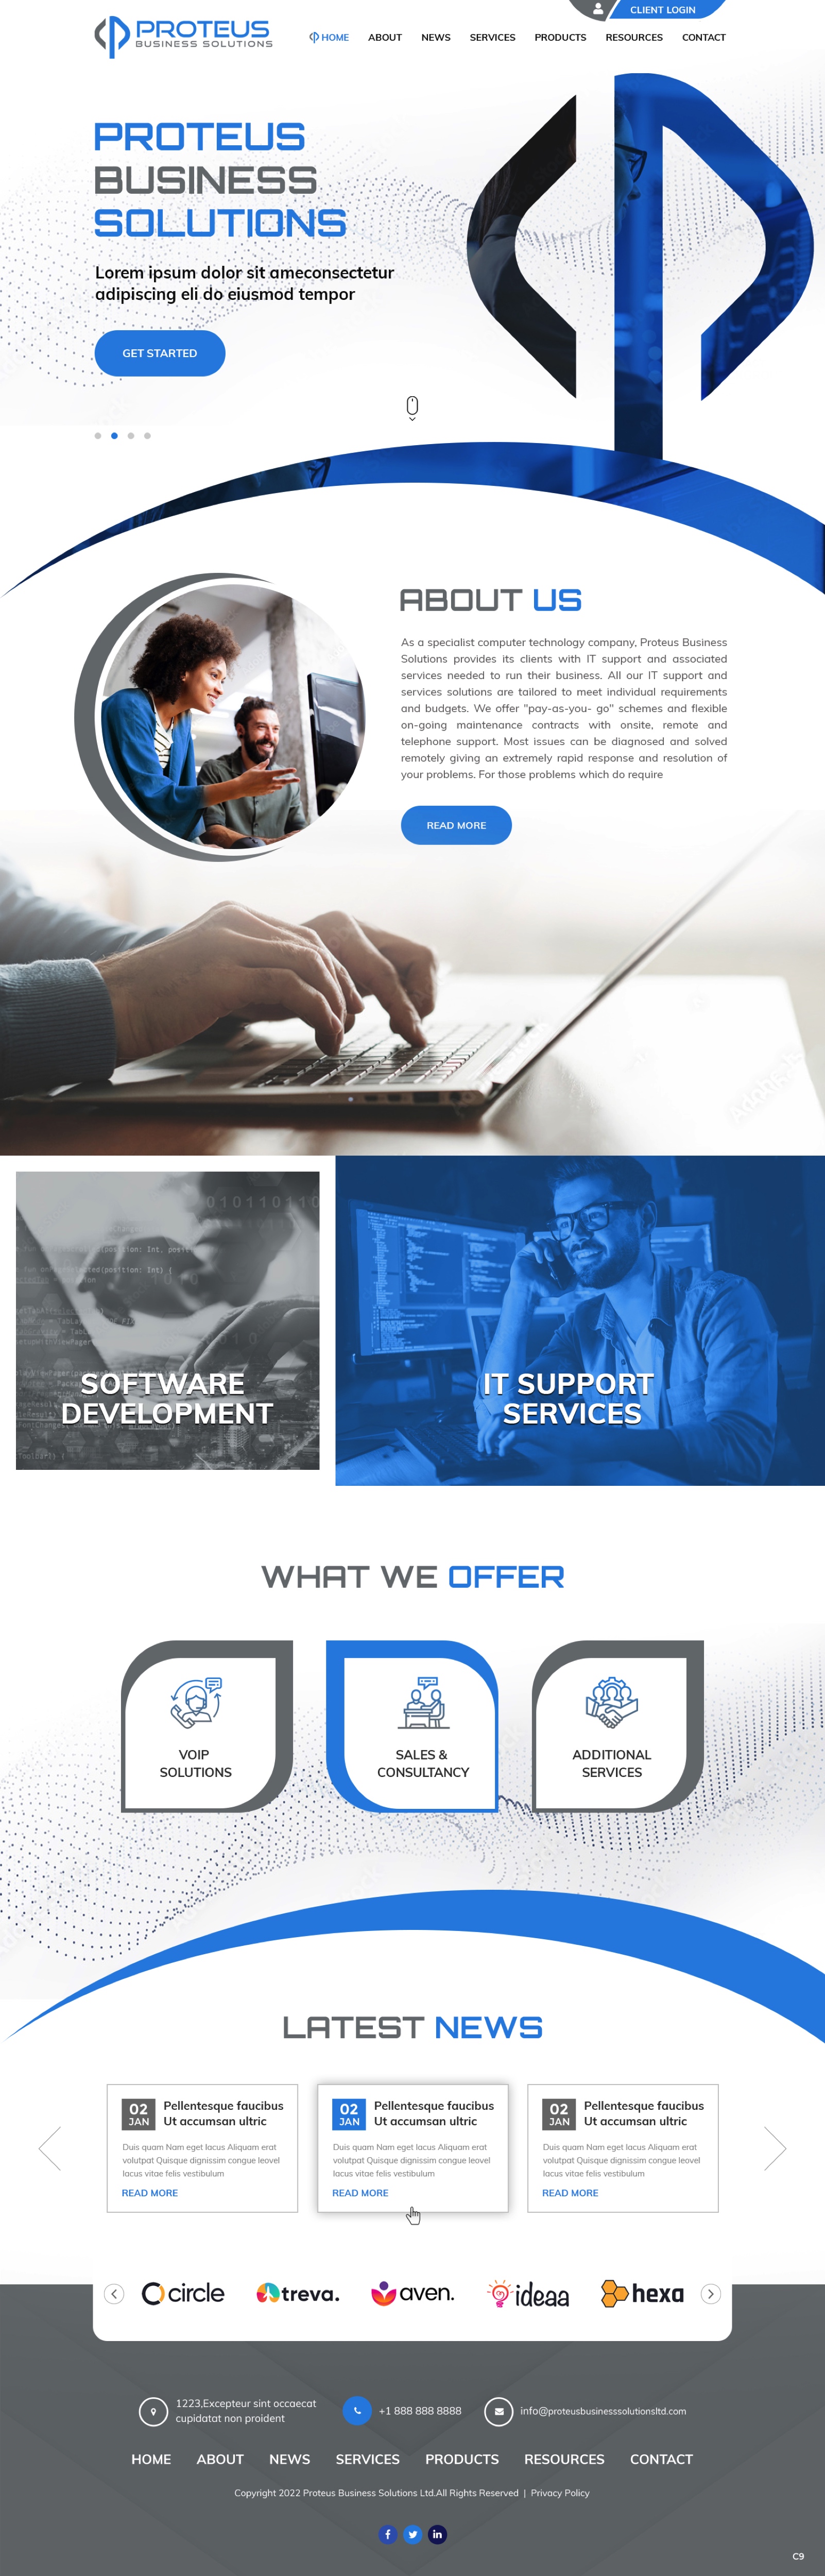 CLIENT LOGIN
PROTEUS
BUSINESS SOLUTIONS
HOME ABOUT NEWS SERVICES PRODUCTS RESOURCES CONTACT
PROTEUS
BUSINESS
SOLUTIONS
Lorem ipsum dolor sit ameconsectetur
adipiscing eli do eiusmod tempor
GET STARTED
ABOUT US
As a specialist computer technology company, Proteus Business
Solutions provides its clients with IT support and associated
services needed to run their business. All our IT support and
services solutions are tailored to meet individual requirements
and budgets. We offer "pay-as-you- go" schemes and flexible
on-going maintenance contracts with onsite, remote and
telephone support. Most issues can be diagnosed and solved
remotely giving an extremely rapid response and resolution of
your problems. For those problems which do require
READ MORE
SOFTWARE
DEVELOPMENT
IT SUPPORT
SERVICES
WHAT WE OFFER
VOIP
SOLUTIONS
SALES &
CONSULTANCY
ADDITIONAL
SERVICES
LATEST NEWS
02
JAN
Pellentesque faucibus
Ut accumsan ultric
Duis quam Nam eget lacus Aliquam erat
volutpat Quisque dignissim congue leovel
lacus vitae felis vestibulum
READ MORE
02
JAN
Pellentesque faucibus
Ut accumsan ultric
Duis quam Nam eget lacus Aliquam erat
volutpat Quisque dignissim congue leovel
lacus vitae felis vestibulum
READ MORE
02
JAN
Pellentesque faucibus
Ut accumsan ultric
Duis quam Nam eget lacus Aliquam erat
volutpat Quisque dignissim congue leovel
lacus vitae felis vestibulum
READ MORE
circle treva. aven. ideaa hexa
1223,Excepteur sint occaecat
cupidatat non proident
+1 888 888 8888
info@proteusbusinesssolutionsltd.com
HOME ABOUT NEWS SERVICES PRODUCTS RESOURCES CONTACT
Copyright 2022 Proteus Business Solutions Ltd.All Rights Reserved | Privacy Policy
f in
C9